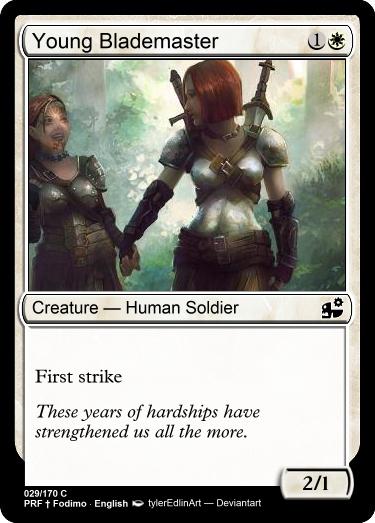 Young Blademaster 1
Creature — Human Soldier
First strike
These years of hardships have
strengthened us all the more.
2/1
029/170 C
PRF † Fodimo · English tylerEdlinArt — Deviantart